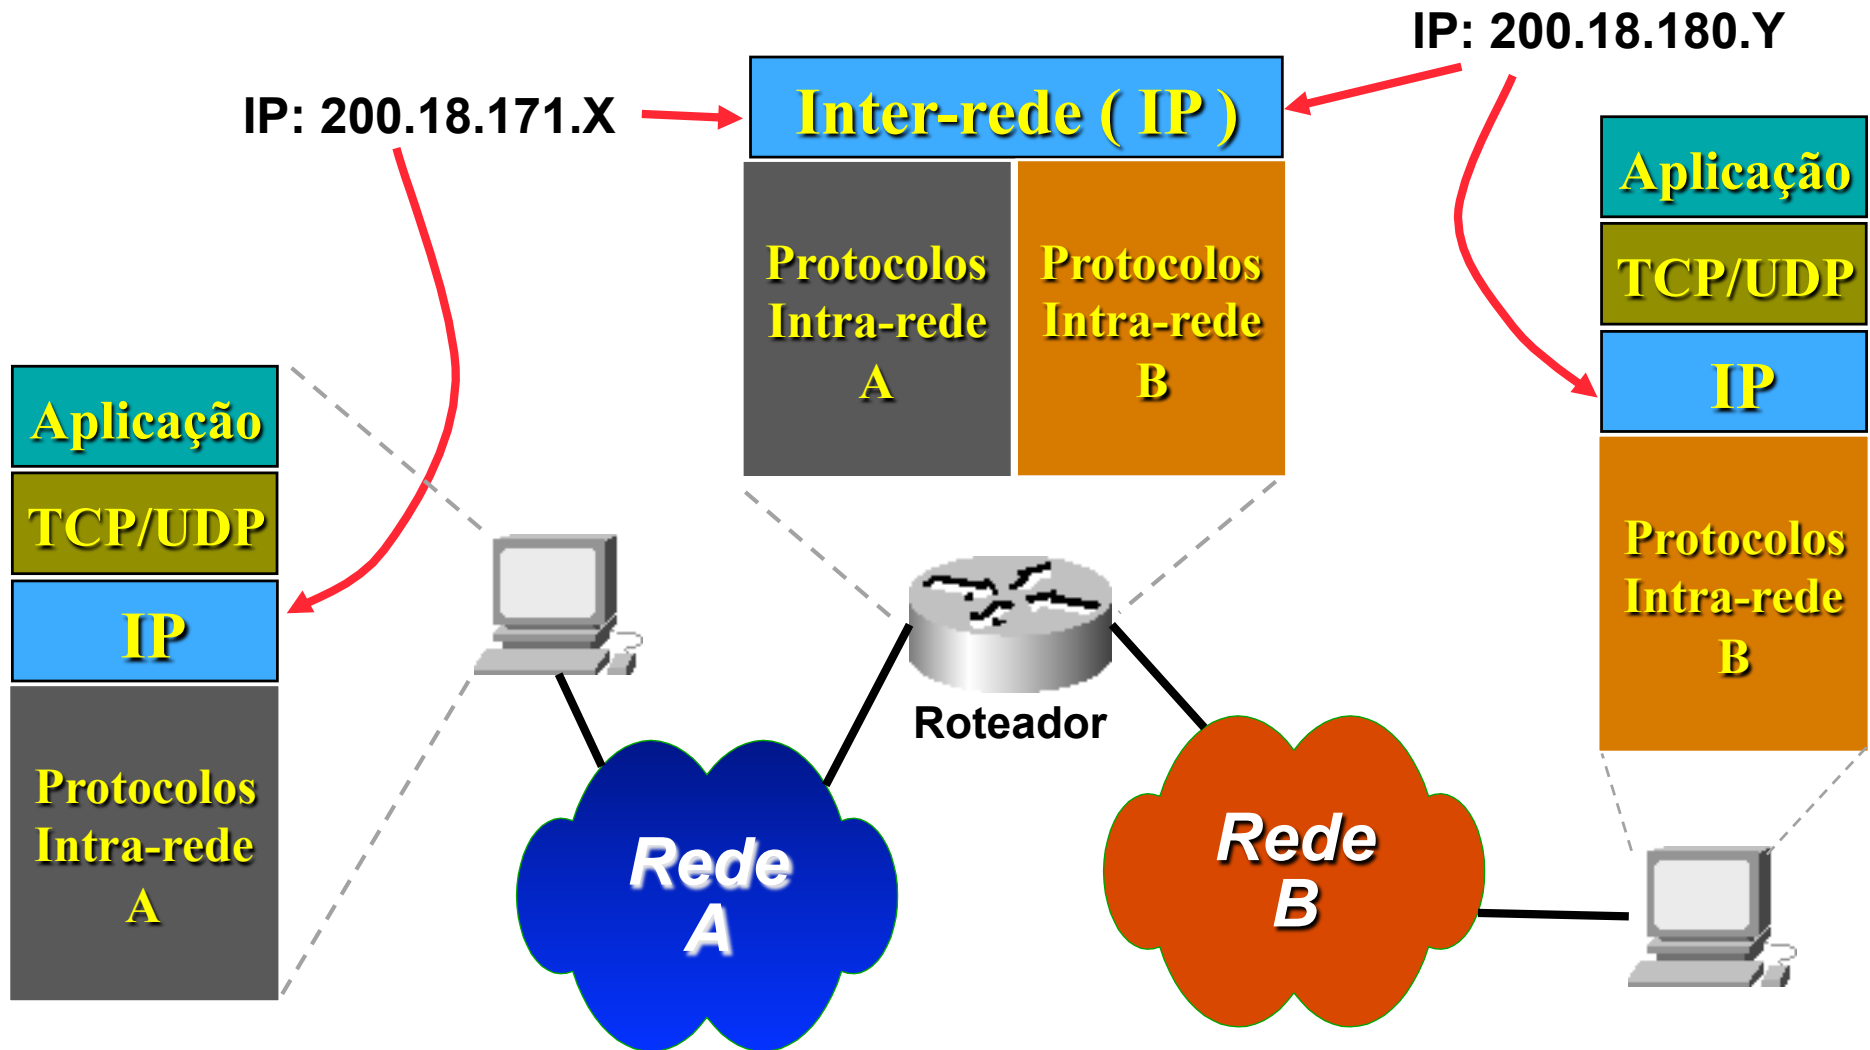 IP: 200.18.180.Y
IP: 200.18.171.X
Inter-rede ( IP )
Protocolos
Intra-rede
A
Protocolos
Intra-rede
B
Aplicação
TCP/UDP
IP
Protocolos
Intra-rede
B
Aplicação
TCP/UDP
IP
Protocolos
Intra-rede
A
Roteador
Rede
A
Rede
B